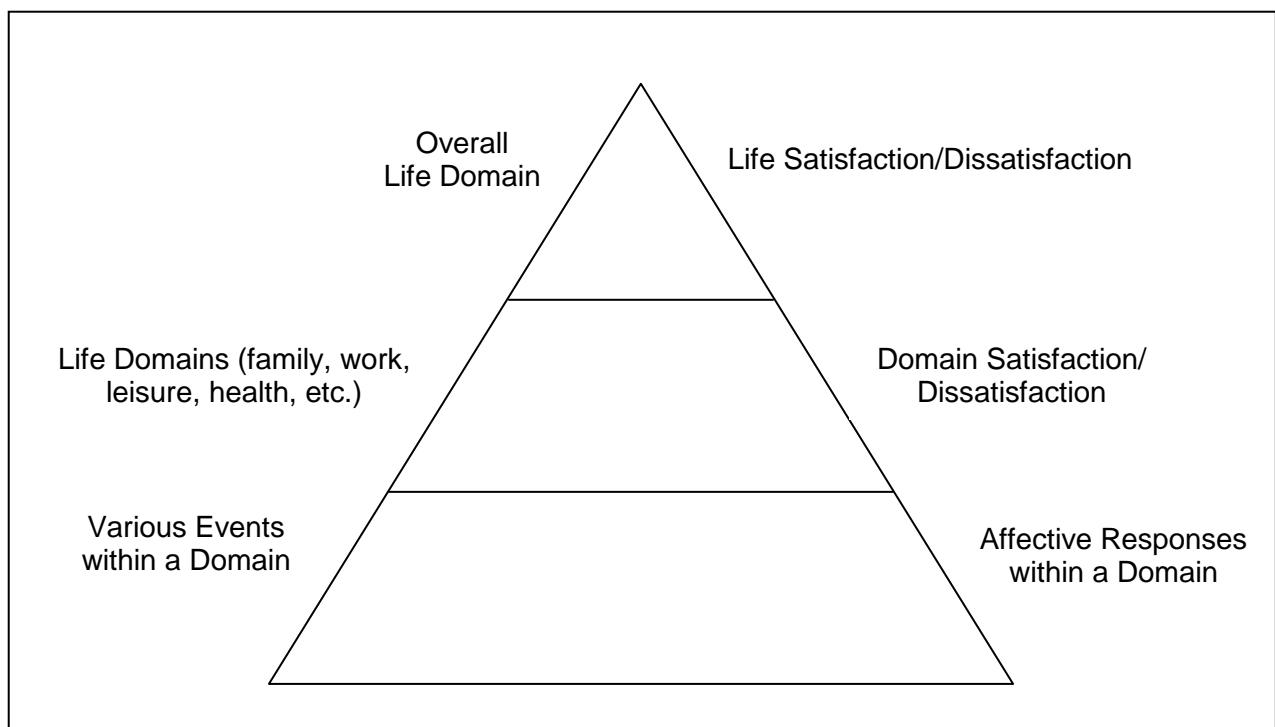 Overall
Life Domain
Life Satisfaction/Dissatisfaction
Life Domains (family, work,
leisure, health, etc.)
Domain Satisfaction/
Dissatisfaction
Various Events
within a Domain
Affective Responses
within a Domain